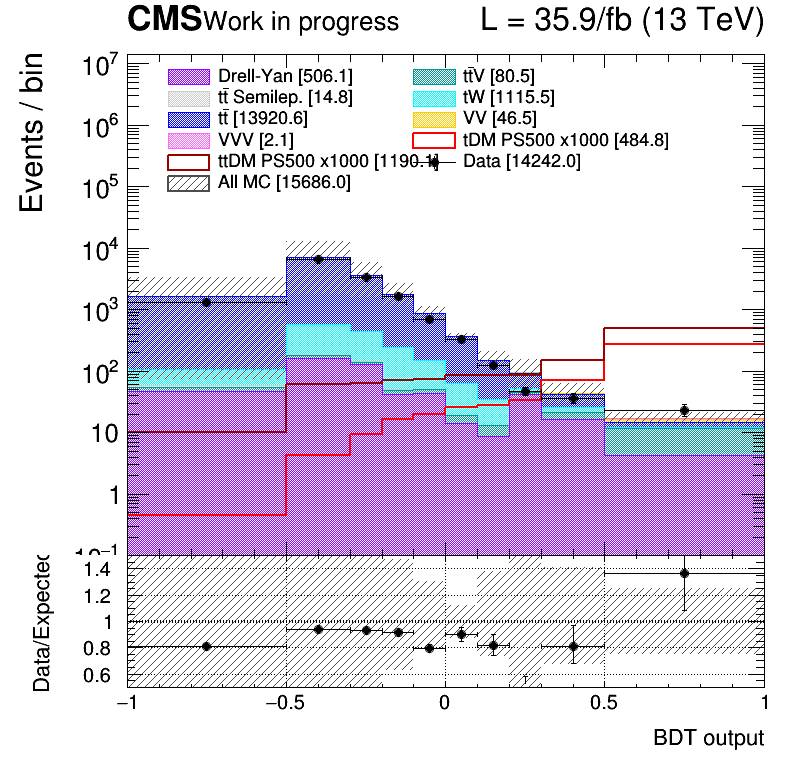 CMS Work in progress L = 35.9/fb (13 TeV)
Events / bin
10⁷
10⁶
10⁵
10⁴
10³
10²
10
1
10⁻¹
Drell-Yan [506.1] tt̄V [80.5]
tt̄ Semilep. [14.8] tW [1115.5]
tt̄ [13920.6] VV [46.5]
VVV [2.1] tDM PS500 x1000 [484.8]
ttDM PS500 x1000 [1190.1] Data [14242.0]
All MC [15686.0]
Data/Expected
1.4
1.2
1
0.8
0.6
−1 −0.5 0 0.5 1
BDT output